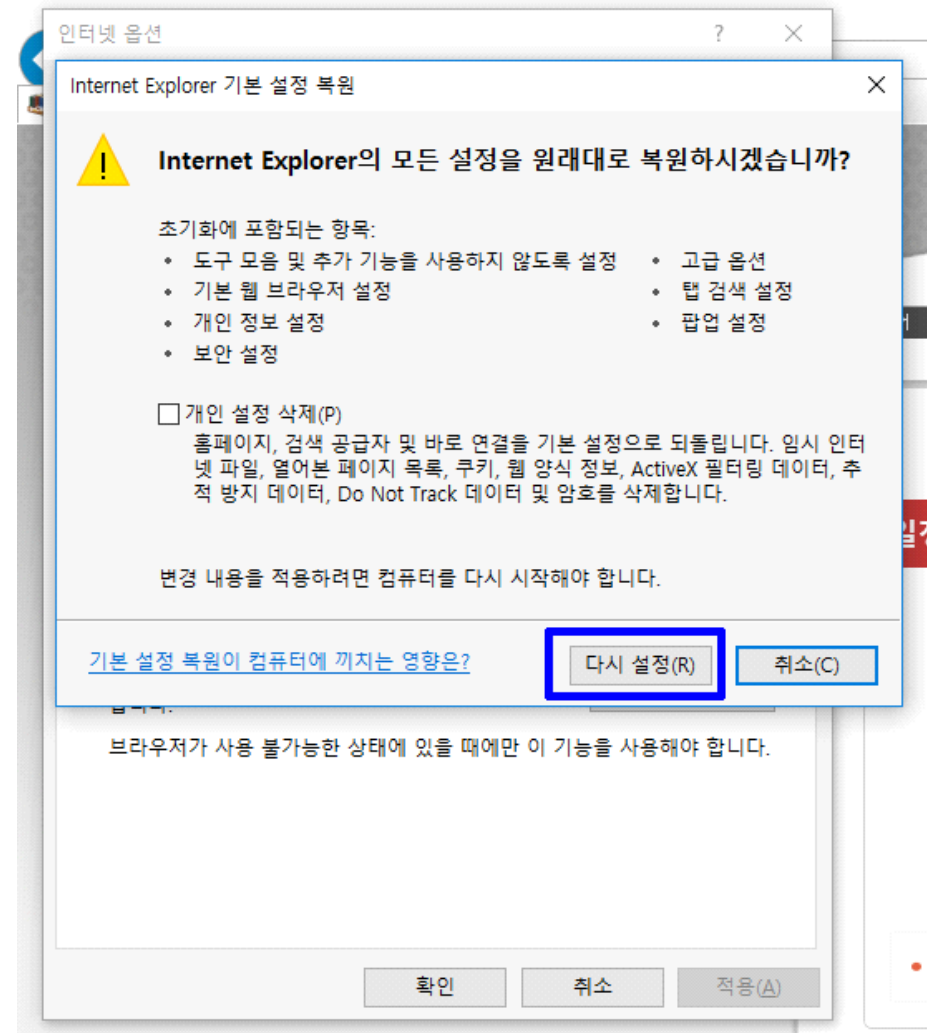 인터넷 옵션
Internet Explorer 기본 설정 복원
Internet Explorer의 모든 설정을 원래대로 복원하시겠습니까?
초기화에 포함되는 항목:
• 도구 모음 및 추가 기능을 사용하지 않도록 설정
• 고급 옵션
• 기본 웹 브라우저 설정
• 탭 검색 설정
• 개인 정보 설정
• 팝업 설정
• 보안 설정
개인 설정 삭제(P)
홈페이지, 검색 공급자 및 바로 연결을 기본 설정으로 되돌립니다. 임시 인터
넷 파일, 열어본 페이지 목록, 쿠키, 웹 양식 정보, ActiveX 필터링 데이터, 추
적 방지 데이터, Do Not Track 데이터 및 암호를 삭제합니다.
변경 내용을 적용하려면 컴퓨터를 다시 시작해야 합니다.
기본 설정 복원이 컴퓨터에 끼치는 영향은?
다시 설정(R)
취소(C)
브라우저가 사용 불가능한 상태에 있을 때에만 이 기능을 사용해야 합니다.
확인
취소
적용(A)